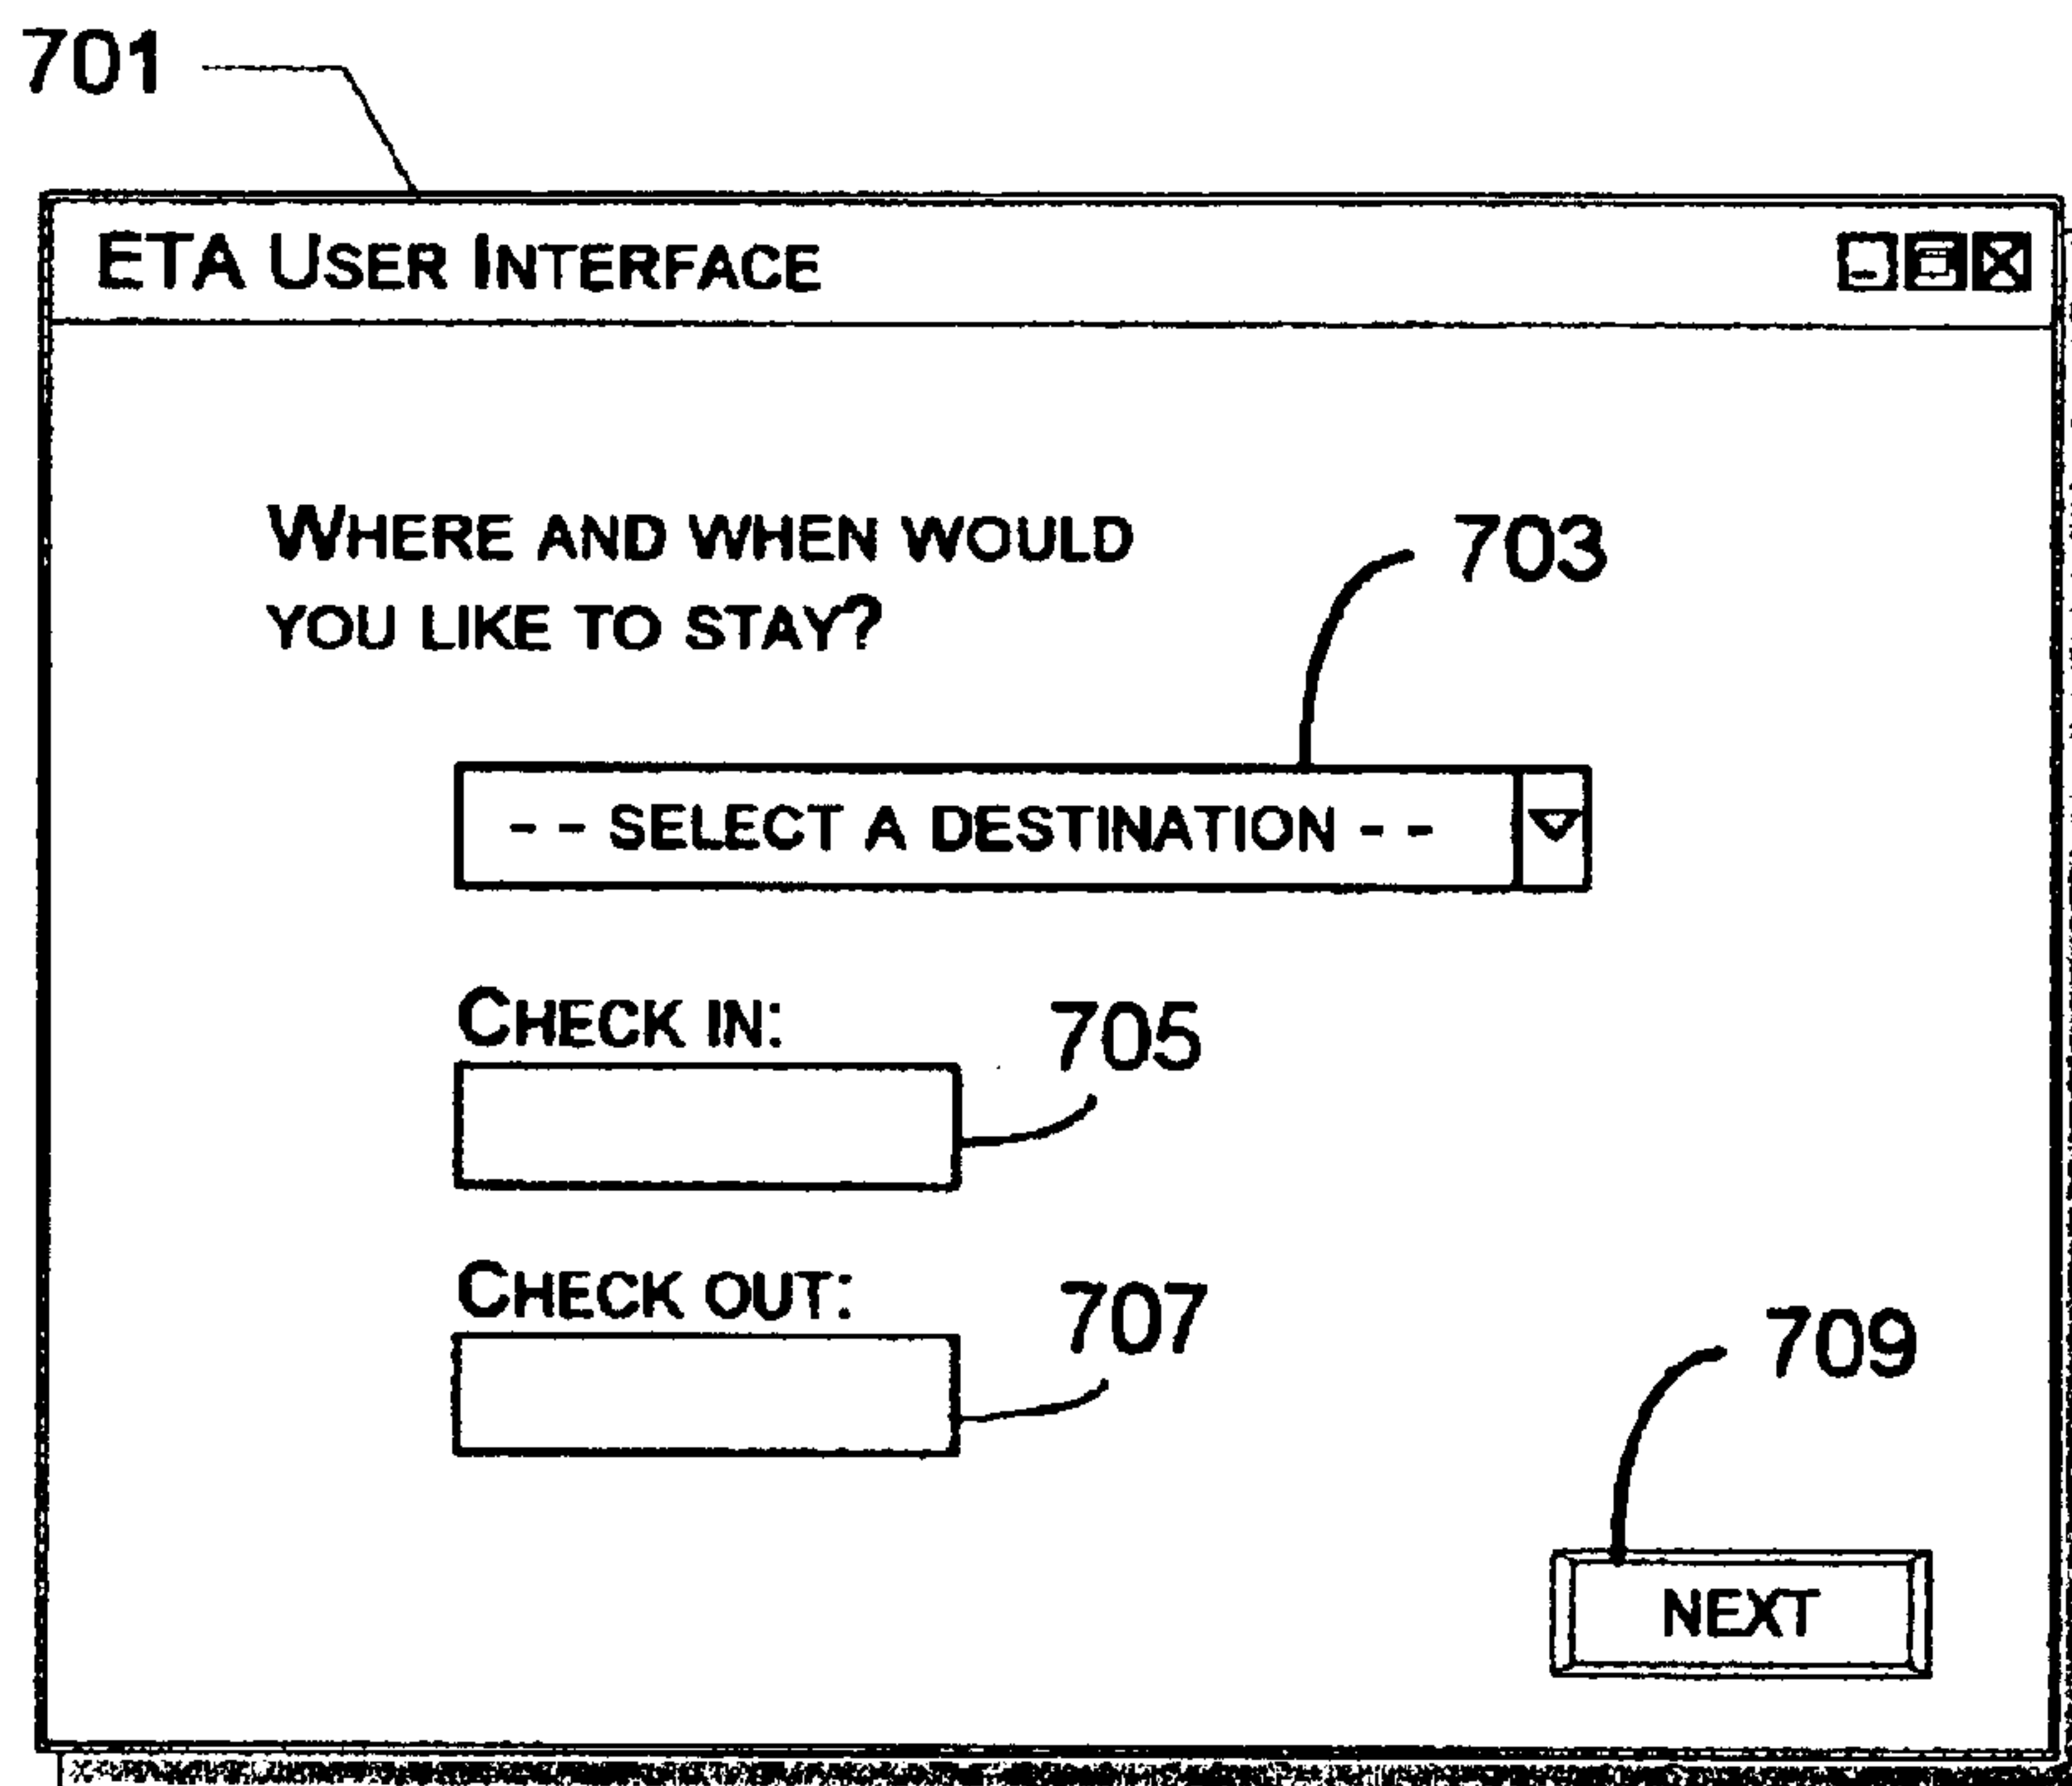 701
ETA User Interface
Where and when would
703
you like to stay?
- - select a destination - -
Check in:
705
Check out:
707
709
next